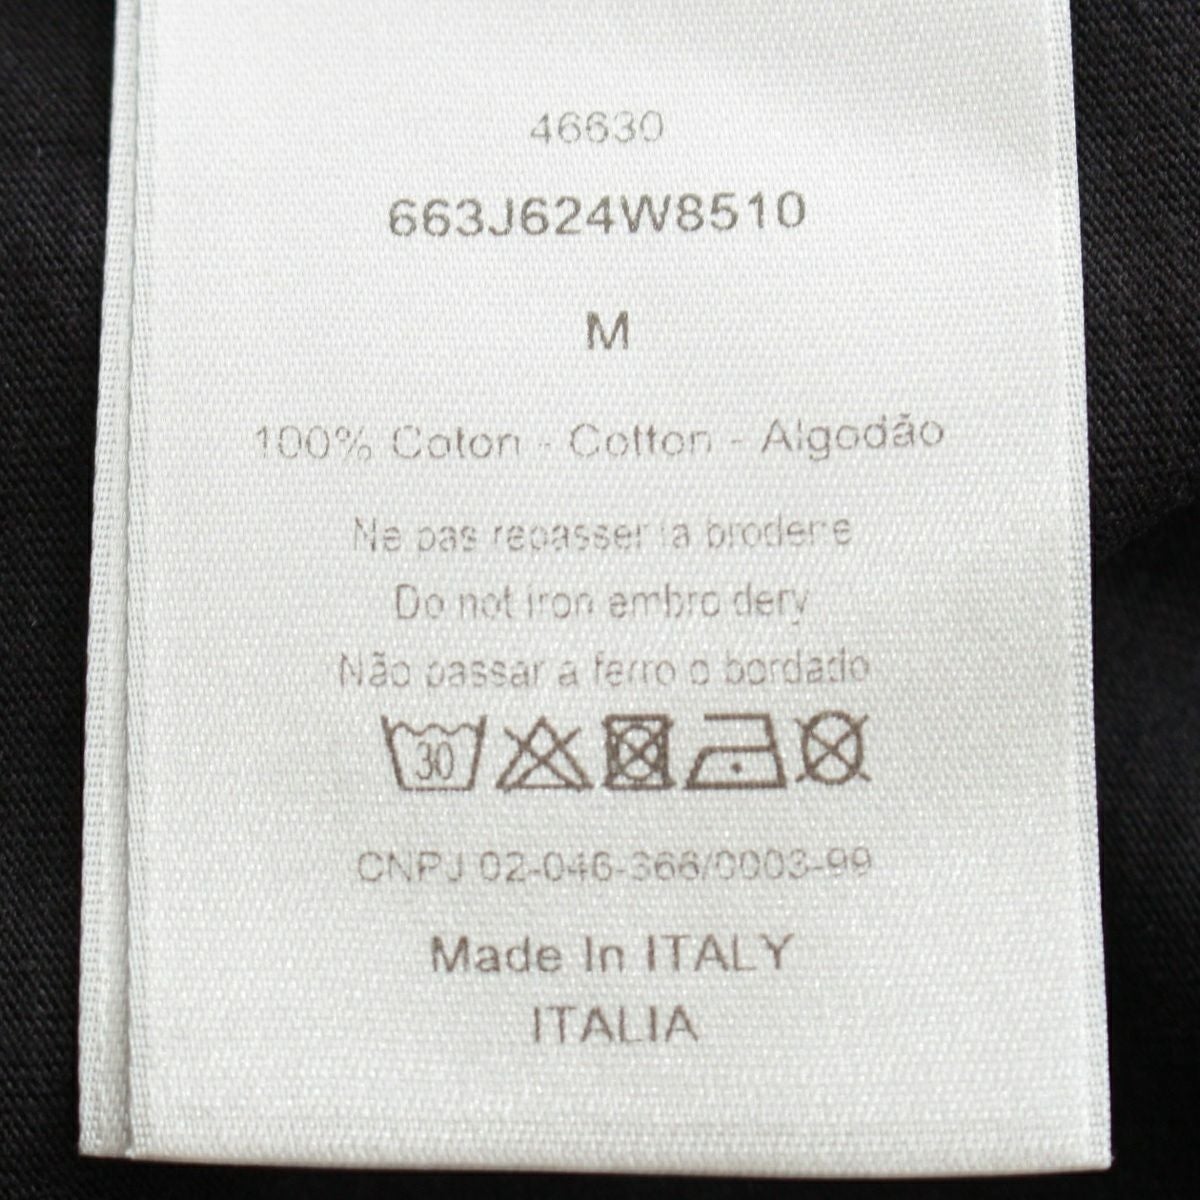 46630
663J624W8510
M
100% Coton - Cotton - Algodão
Ne pas repasser la broderie
Do not iron embroidery
Não passar a ferro o bordado
30
CNPJ 02-046-366/0003-99
Made In ITALY
ITALIA